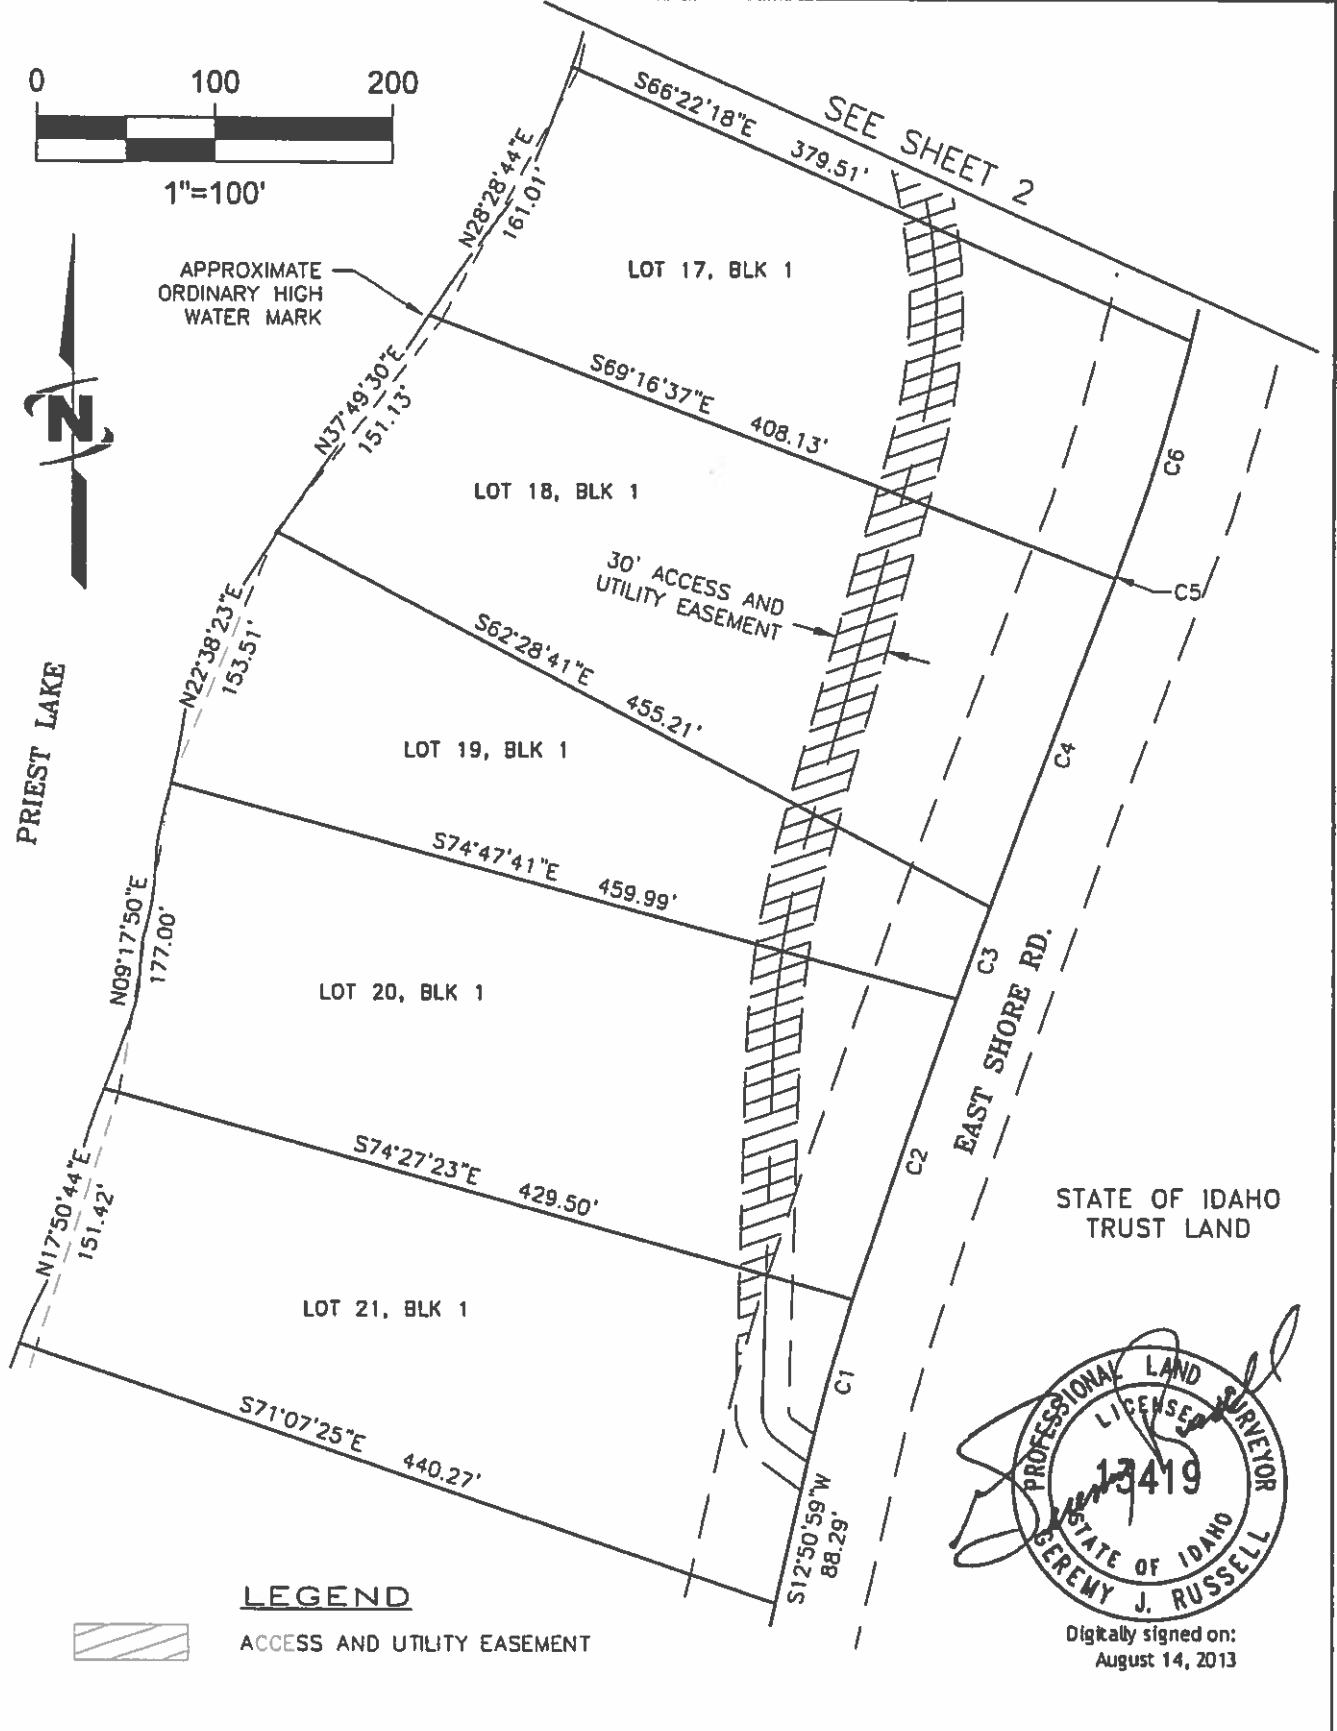 0 100 200
1"=100'
SEE SHEET 2
S66°22'18"E 379.51'
N28°28'44"E
161.01'
LOT 17, BLK 1
APPROXIMATE
ORDINARY HIGH
WATER MARK
N
N37°49'30"E
151.13'
S69°16'37"E 408.13'
C6
LOT 18, BLK 1
30' ACCESS AND
UTILITY EASEMENT
C5
N22°38'23"E
153.51'
S62°28'41"E 455.21'
PRIEST LAKE
LOT 19, BLK 1
C4
S74°47'41"E 459.99'
N09°17'50"E
177.00'
C3
EAST SHORE RD.
LOT 20, BLK 1
S74°27'23"E 429.50'
C2
N17°50'44"E
151.42'
STATE OF IDAHO
TRUST LAND
LOT 21, BLK 1
C1
S71°07'25"E 440.27'
S12°50'59"W
88.29'
PROFESSIONAL LAND SURVEYOR
LICENSED
13419
STATE OF IDAHO
GEREMY J. RUSSELL
Digitally signed on:
August 14, 2013
LEGEND
ACCESS AND UTILITY EASEMENT